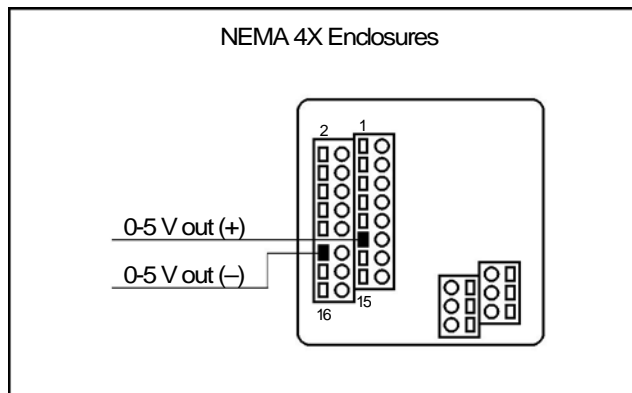 NEMA 4X Enclosures
2 1
0-5 V out (+)
0-5 V out (–)
16 15